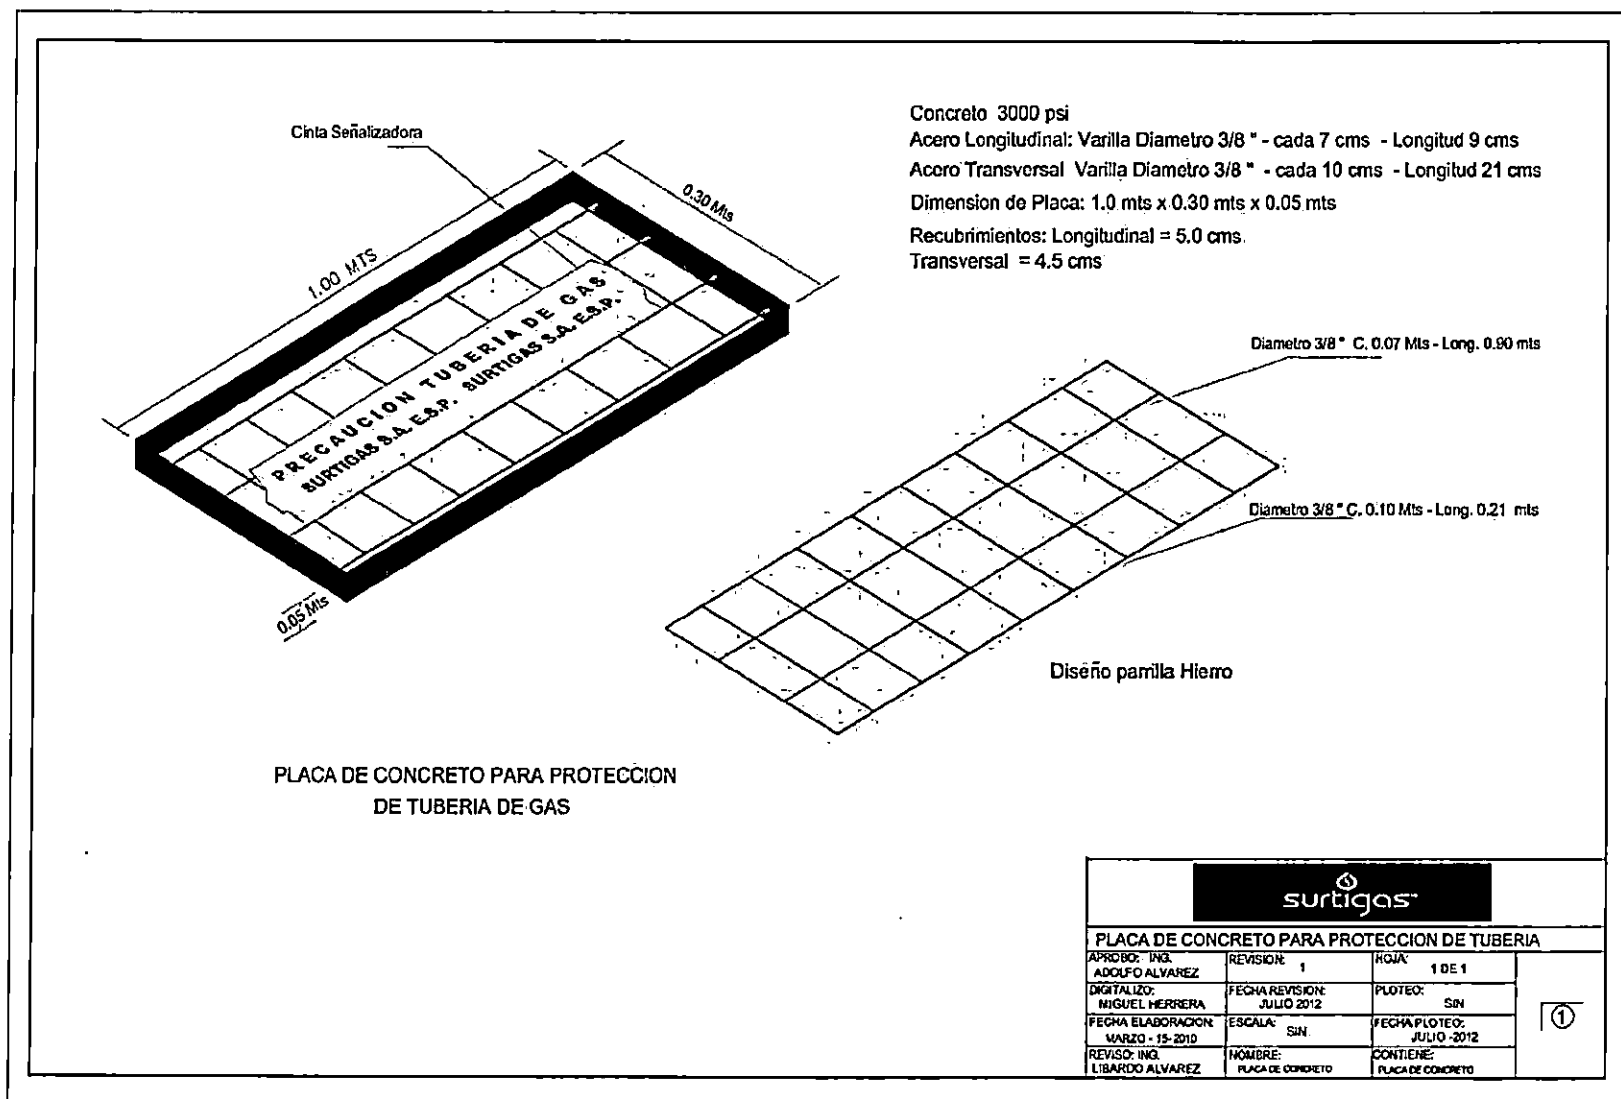 Concreto 3000 psi
Acero Longitudinal: Varilla Diametro 3/8 " - cada 7 cms - Longitud 9 cms
Acero Transversal Varilla Diametro 3/8 " - cada 10 cms - Longitud 21 cms
Dimension de Placa: 1.0 mts x 0.30 mts x 0.05 mts
Recubrimientos: Longitudinal = 5.0 cms.
Transversal = 4.5 cms
Cinta Señalizadora
0.30 Mts
1.00 MTS
PRECAUCION TUBERIA DE GAS
SURTIGAS S.A. E.S.P. SURTIGAS S.A. E.S.P.
0.05 Mts
Diametro 3/8 " C. 0.07 Mts - Long. 0.90 mts
Diametro 3/8 " C. 0.10 Mts - Long. 0.21 mts
Diseño parrilla Hierro
PLACA DE CONCRETO PARA PROTECCION
DE TUBERIA DE GAS
surtigas
PLACA DE CONCRETO PARA PROTECCION DE TUBERIA
APROBO: ING. ADOLFO ALVAREZ
REVISION: 1
HOJA: 1 DE 1
DIGITALIZO: MIGUEL HERRERA
FECHA REVISION: JULIO 2012
PLOTEO: SIN
FECHA ELABORACION: MARZO - 15-2010
ESCALA: SIN
FECHA PLOTEO: JULIO -2012
REVISO: ING. LIBARDO ALVAREZ
NOMBRE: PLACA DE CONCRETO
CONTIENE: PLACA DE CONCRETO
1